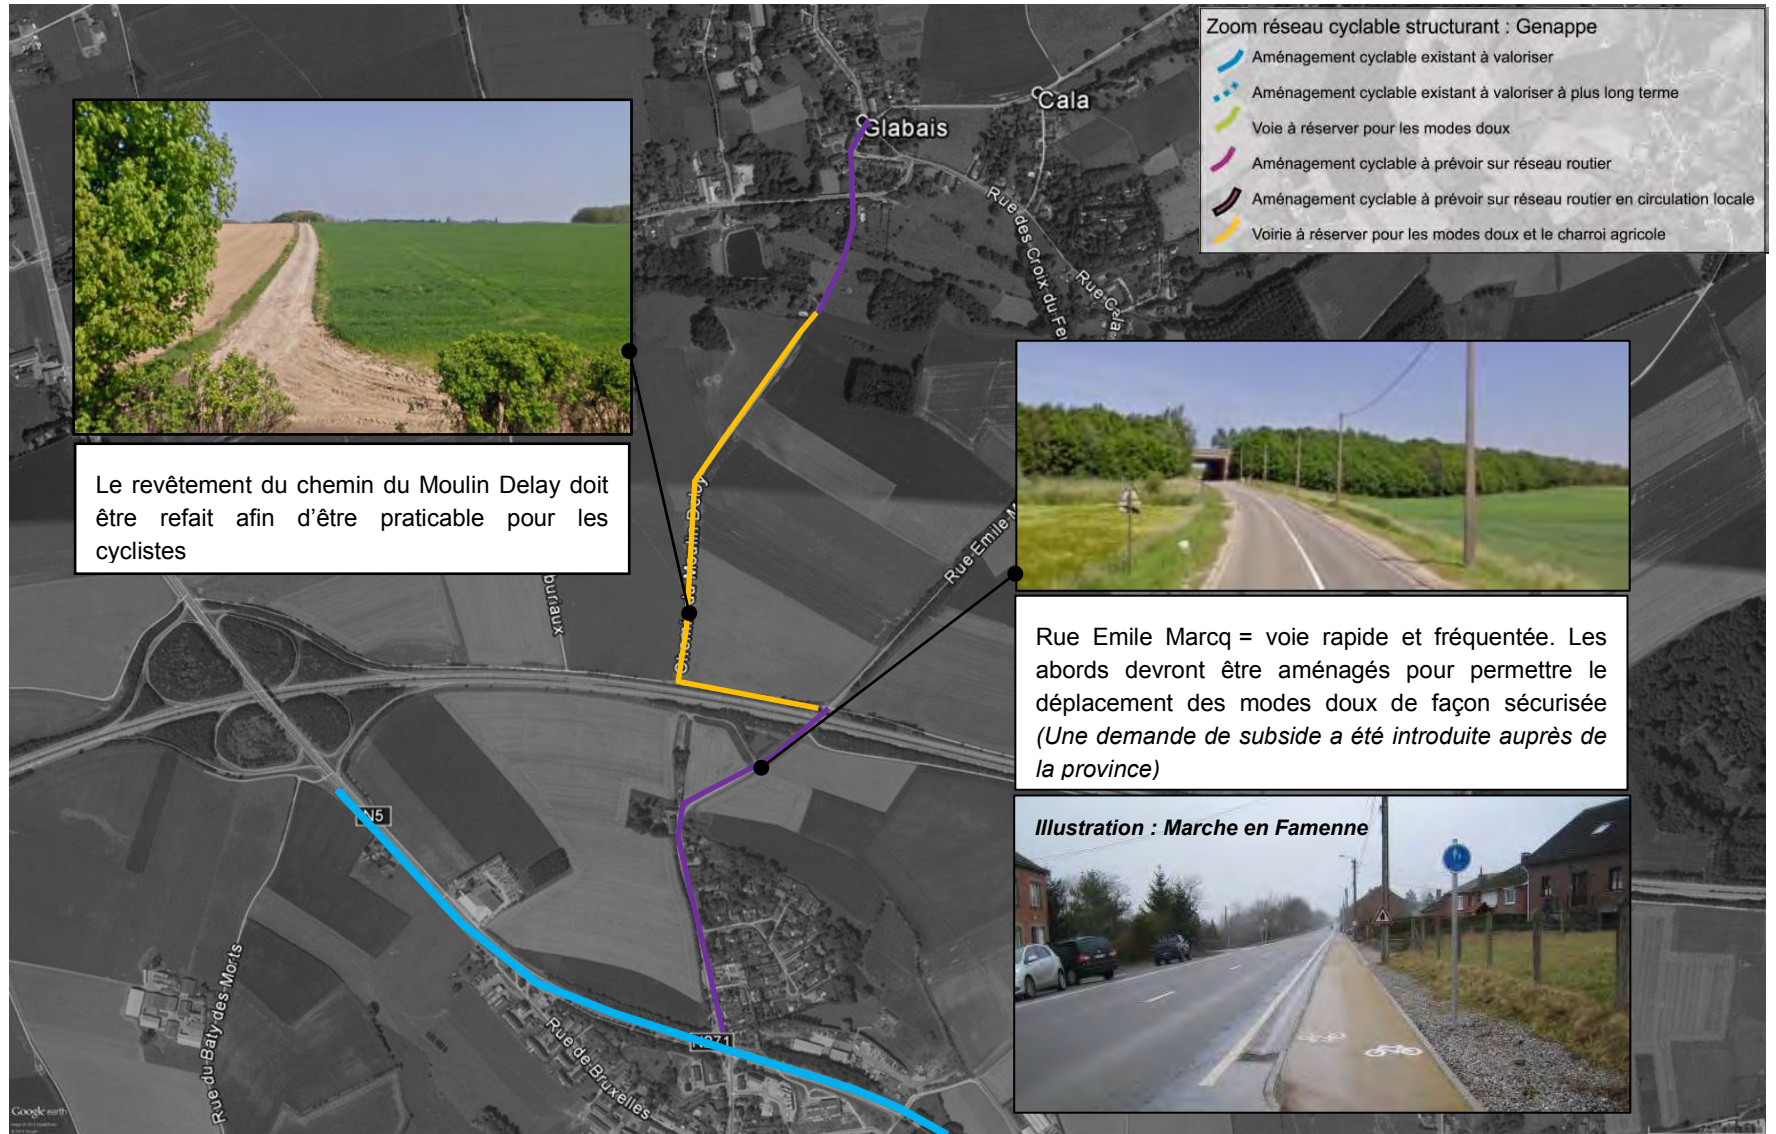 Zoom réseau cyclable structurant : Genappe
Aménagement cyclable existant à valoriser
Aménagement cyclable existant à valoriser à plus long terme
Voie à réserver pour les modes doux
Aménagement cyclable à prévoir sur réseau routier
Aménagement cyclable à prévoir sur réseau routier en circulation locale
Voirie à réserver pour les modes doux et le charroi agricole
Cala
Glabais
Rue des Croix du Fe
Rue Cala
Le revêtement du chemin du Moulin Delay doit
être refait afin d'être praticable pour les
cyclistes
du Moulin Deloy
Rue Emile M
buriaux
Rue Emile Marcq = voie rapide et fréquentée. Les
abords devront être aménagés pour permettre le
déplacement des modes doux de façon sécurisée
(Une demande de subside a été introduite auprès de
la province)
N5
Illustration : Marche en Famenne
Rue du Baty des Morts
Rue de Bruxelles
N271
Google earth